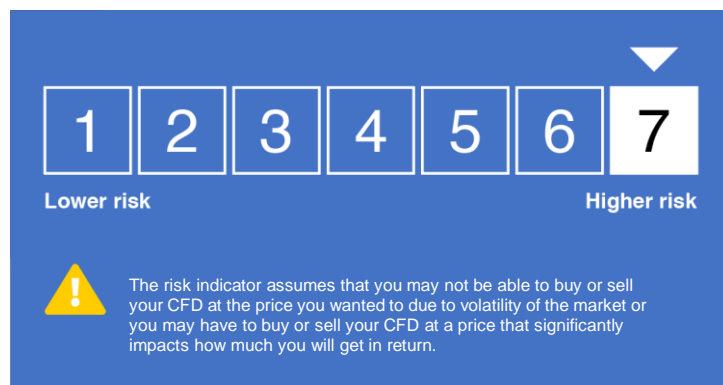 1 2 3 4 5 6 7
Lower risk Higher risk
The risk indicator assumes that you may not be able to buy or sell
your CFD at the price you wanted to due to volatility of the market or
you may have to buy or sell your CFD at a price that significantly
impacts how much you will get in return.